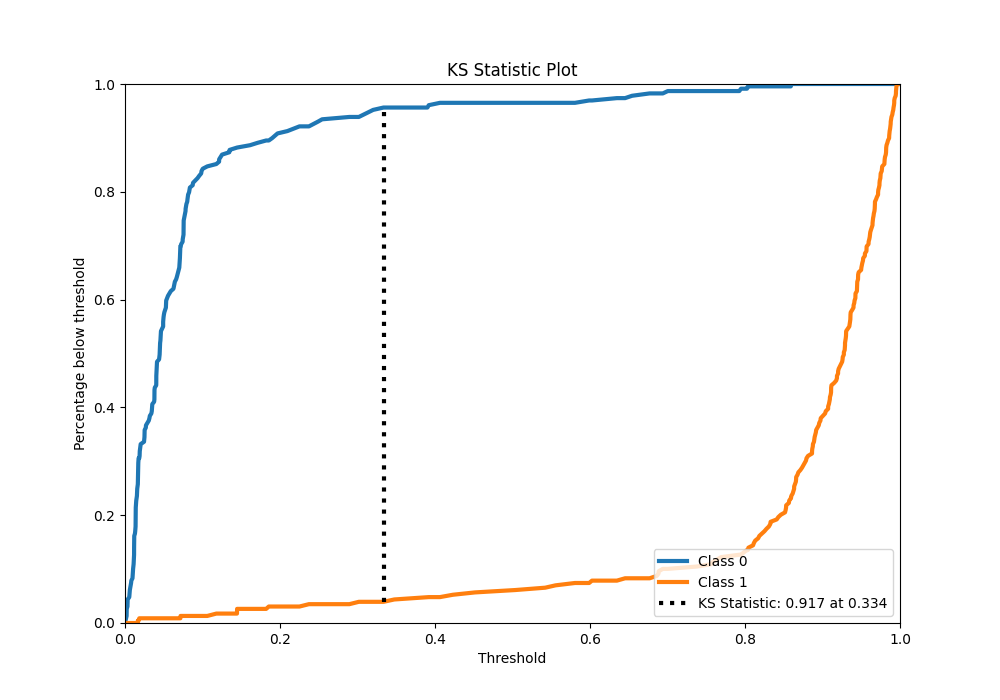 KS Statistic Plot
1.0
0.8
0.6
0.4
0.2
0.0
Percentage below threshold
0.0 0.2 0.4 0.6 0.8 1.0
Threshold
Class 0
Class 1
KS Statistic: 0.917 at 0.334